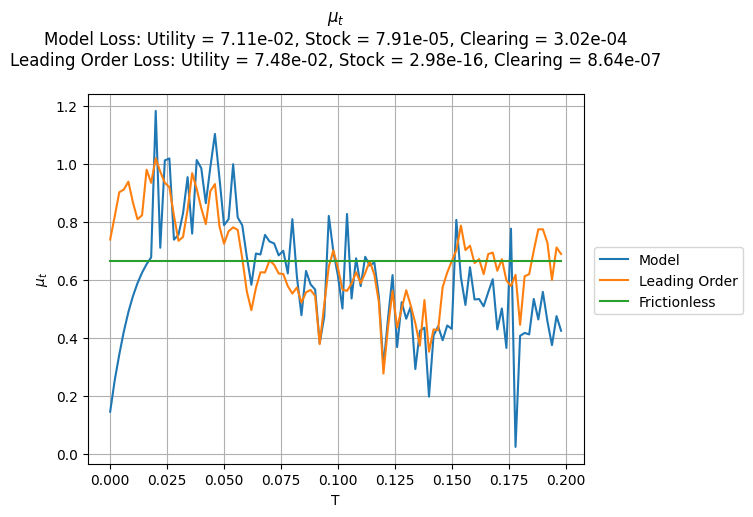 μₜ
Model Loss: Utility = 7.11e-02, Stock = 7.91e-05, Clearing = 3.02e-04
Leading Order Loss: Utility = 7.48e-02, Stock = 2.98e-16, Clearing = 8.64e-07
1.2
1.0
0.8
0.6
0.4
0.2
0.0
μₜ
0.000
0.025
0.050
0.075
0.100
0.125
0.150
0.175
0.200
T
Model
Leading Order
Frictionless